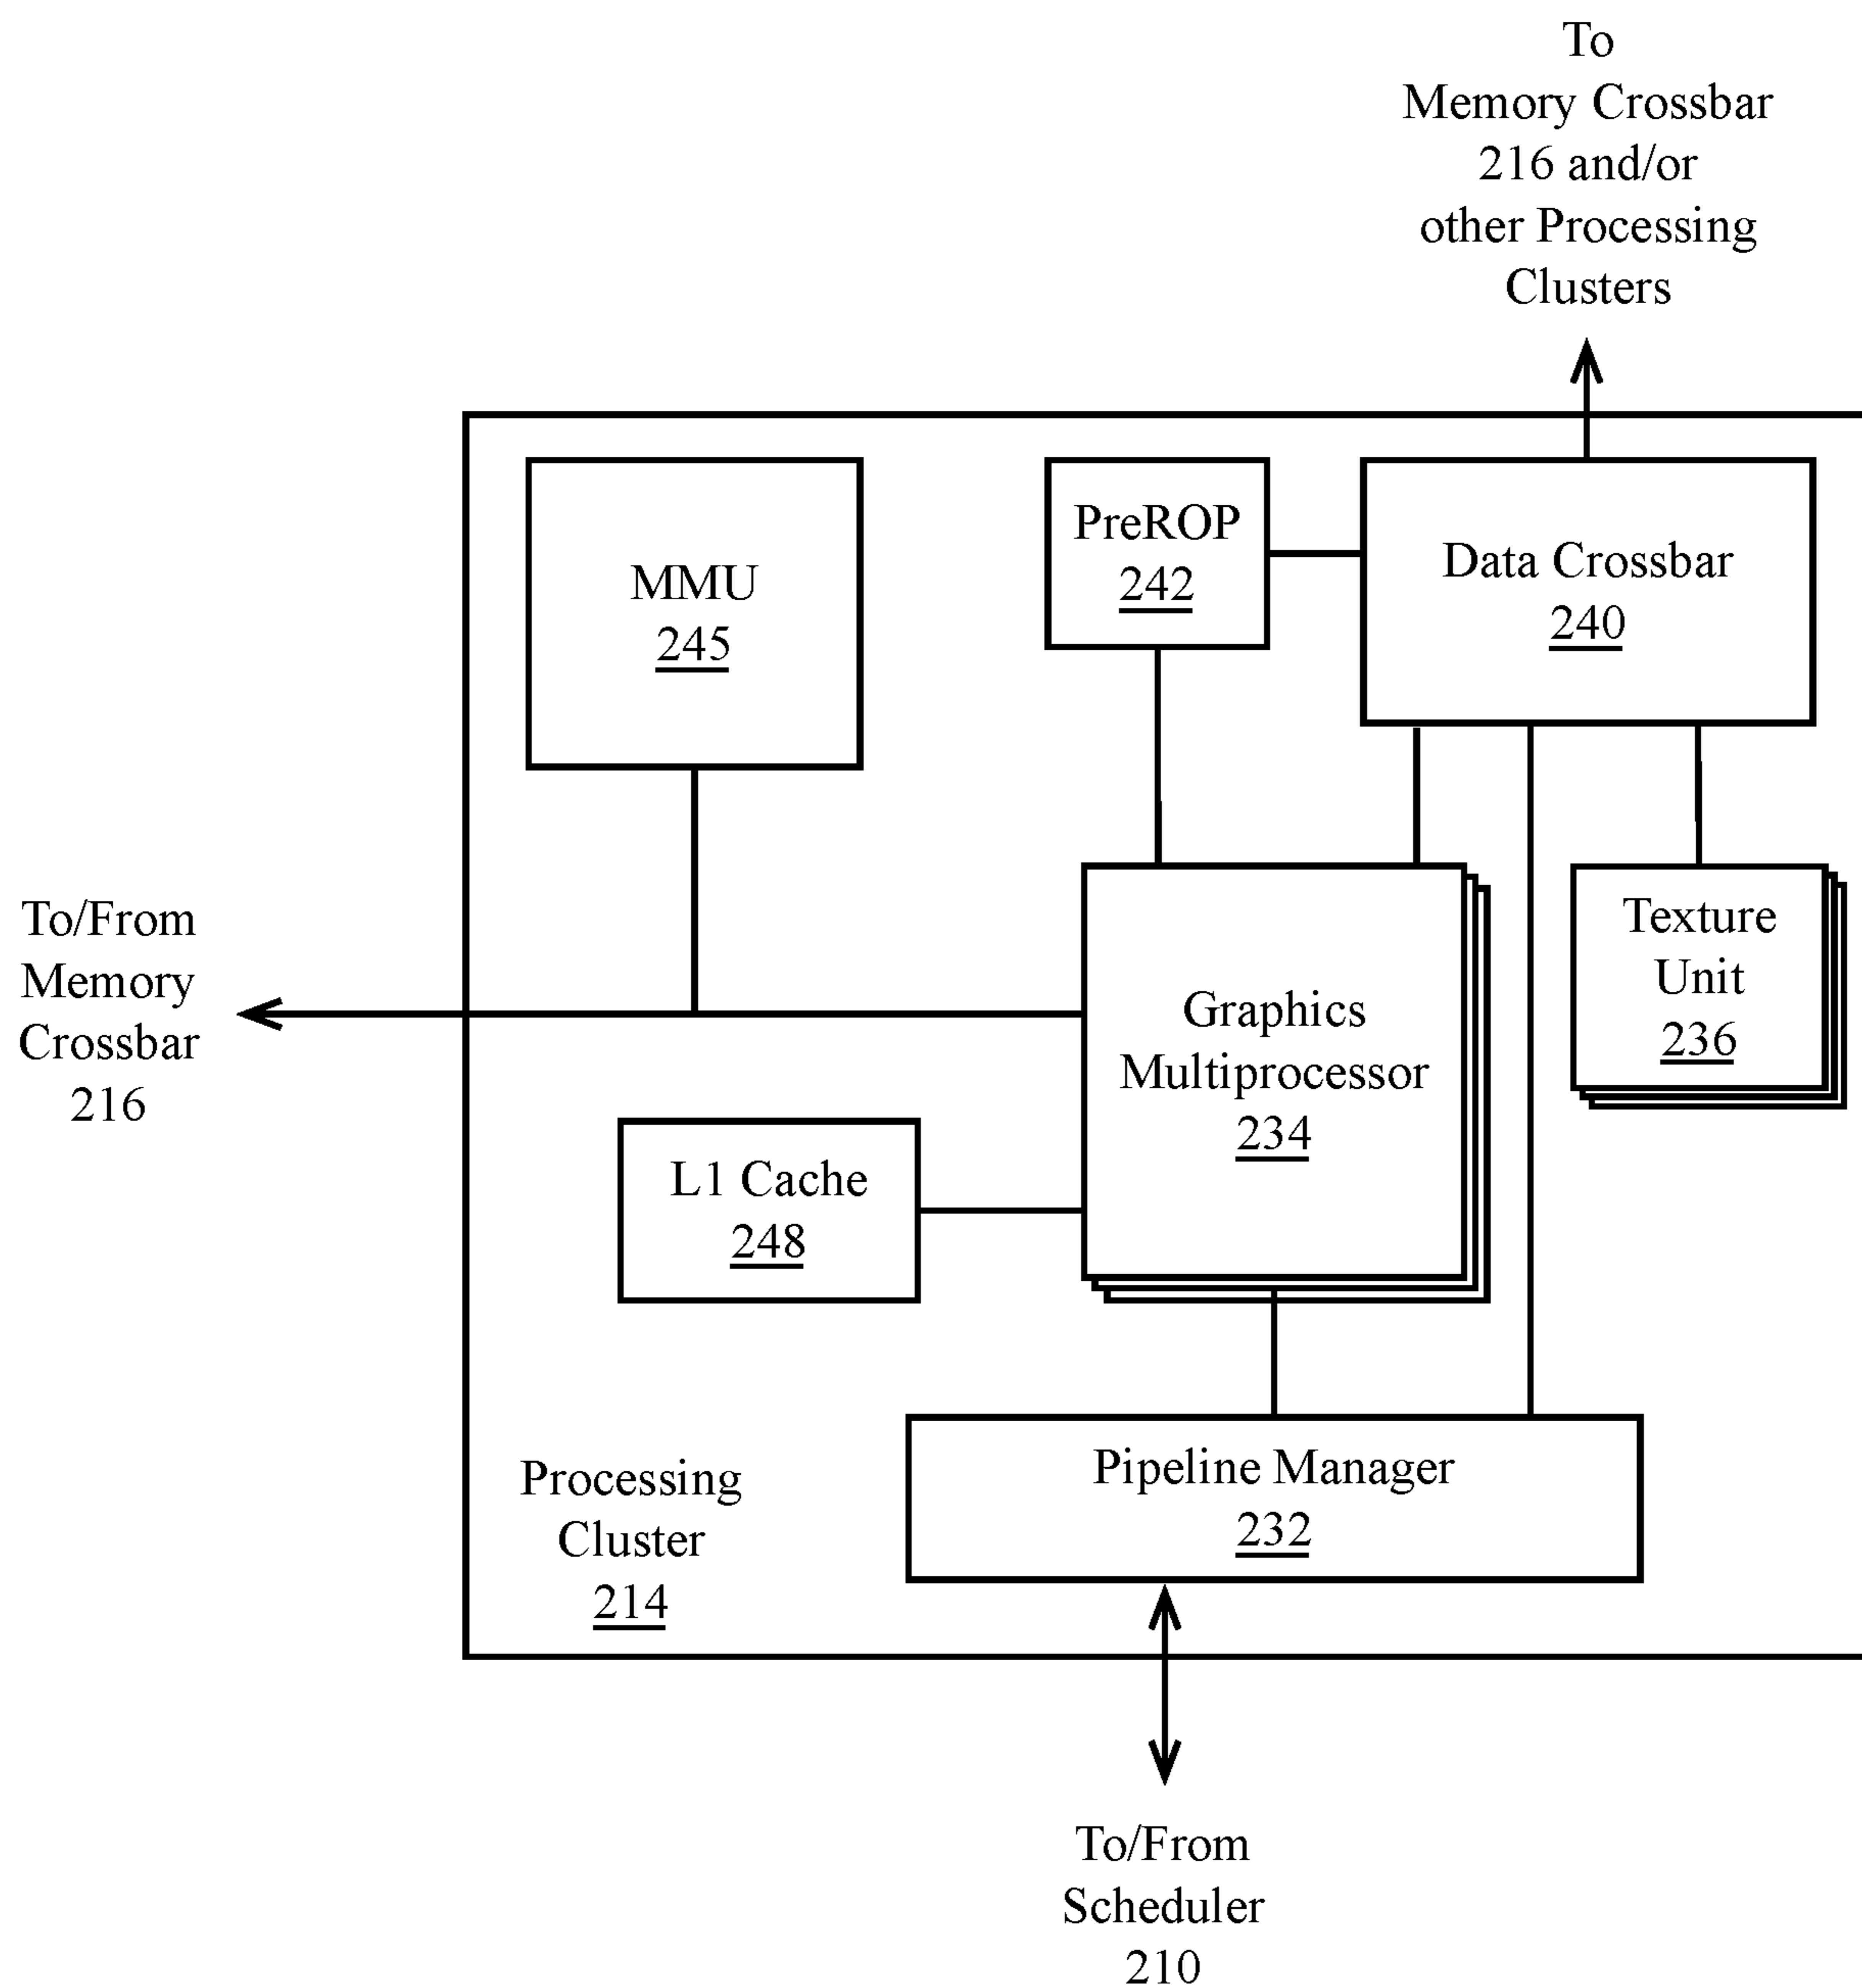 To
Memory Crossbar
216 and/or
other Processing
Clusters
MMU
245
PreROP
242
Data Crossbar
240
To/From
Memory
Crossbar
216
Graphics
Multiprocessor
234
Texture
Unit
236
L1 Cache
248
Processing
Cluster
214
Pipeline Manager
232
To/From
Scheduler
210